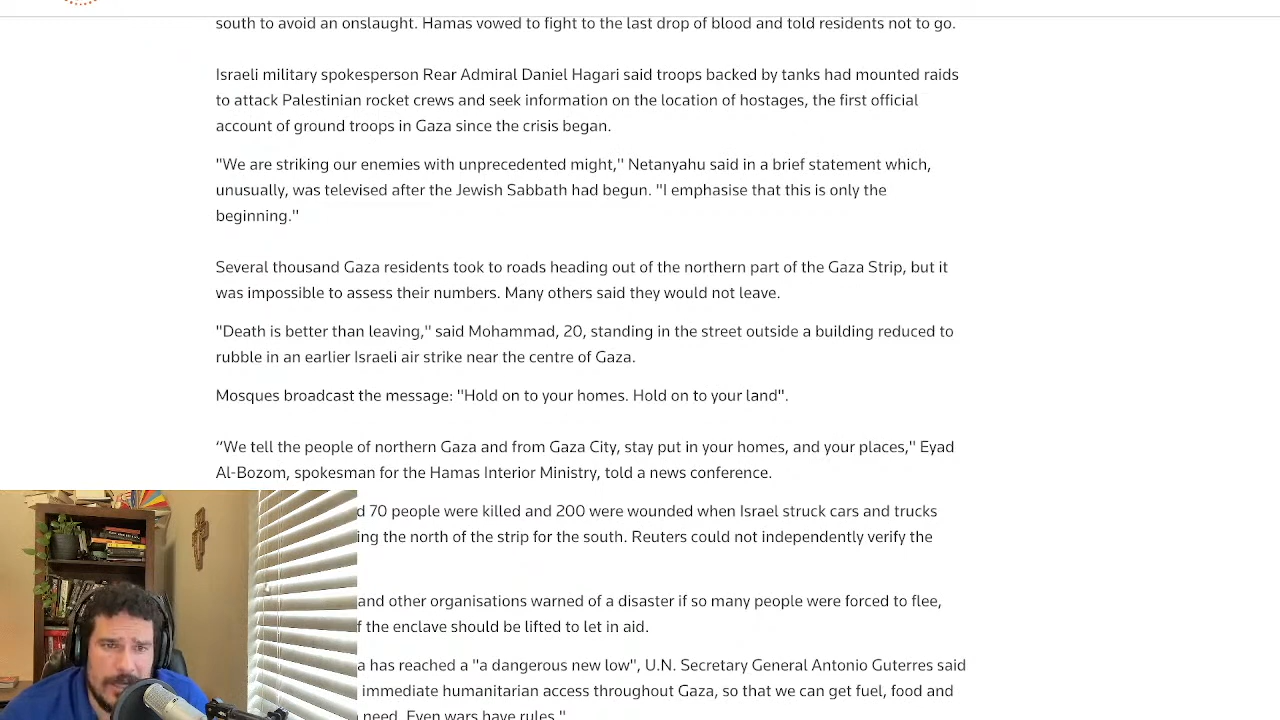 south to avoid an onslaught. Hamas vowed to fight to the last drop of blood and told residents not to go.
Israeli military spokesperson Rear Admiral Daniel Hagari said troops backed by tanks had mounted raids
to attack Palestinian rocket crews and seek information on the location of hostages, the first official
account of ground troops in Gaza since the crisis began.
"We are striking our enemies with unprecedented might," Netanyahu said in a brief statement which,
unusually, was televised after the Jewish Sabbath had begun. "I emphasise that this is only the
beginning."
Several thousand Gaza residents took to roads heading out of the northern part of the Gaza Strip, but it
was impossible to assess their numbers. Many others said they would not leave.
"Death is better than leaving," said Mohammad, 20, standing in the street outside a building reduced to
rubble in an earlier Israeli air strike near the centre of Gaza.
Mosques broadcast the message: "Hold on to your homes. Hold on to your land".
“We tell the people of northern Gaza and from Gaza City, stay put in your homes, and your places," Eyad
Al-Bozom, spokesman for the Hamas Interior Ministry, told a news conference.
d 70 people were killed and 200 were wounded when Israel struck cars and trucks
ing the north of the strip for the south. Reuters could not independently verify the
and other organisations warned of a disaster if so many people were forced to flee,
f the enclave should be lifted to let in aid.
a has reached a "a dangerous new low", U.N. Secretary General Antonio Guterres said
immediate humanitarian access throughout Gaza, so that we can get fuel, food and
need. Even wars have rules."